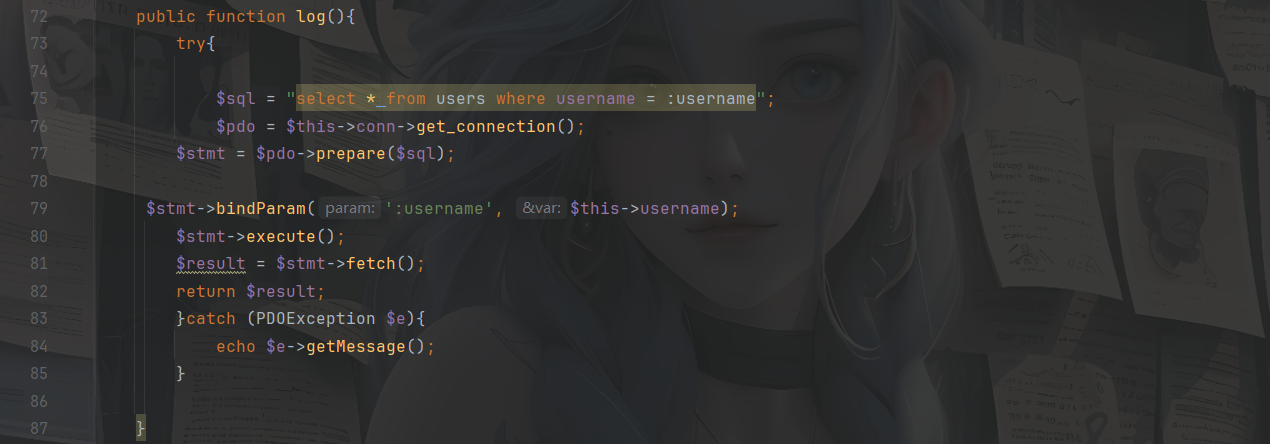 72 public function log(){
73 try{
74
75 $sql = "select * from users where username = :username";
76 $pdo = $this->conn->get_connection();
77 $stmt = $pdo->prepare($sql);
78
79 $stmt->bindParam( param: ':username', &var: $this->username);
80 $stmt->execute();
81 $result = $stmt->fetch();
82 return $result;
83 }catch (PDOException $e){
84 echo $e->getMessage();
85 }
86
87 }